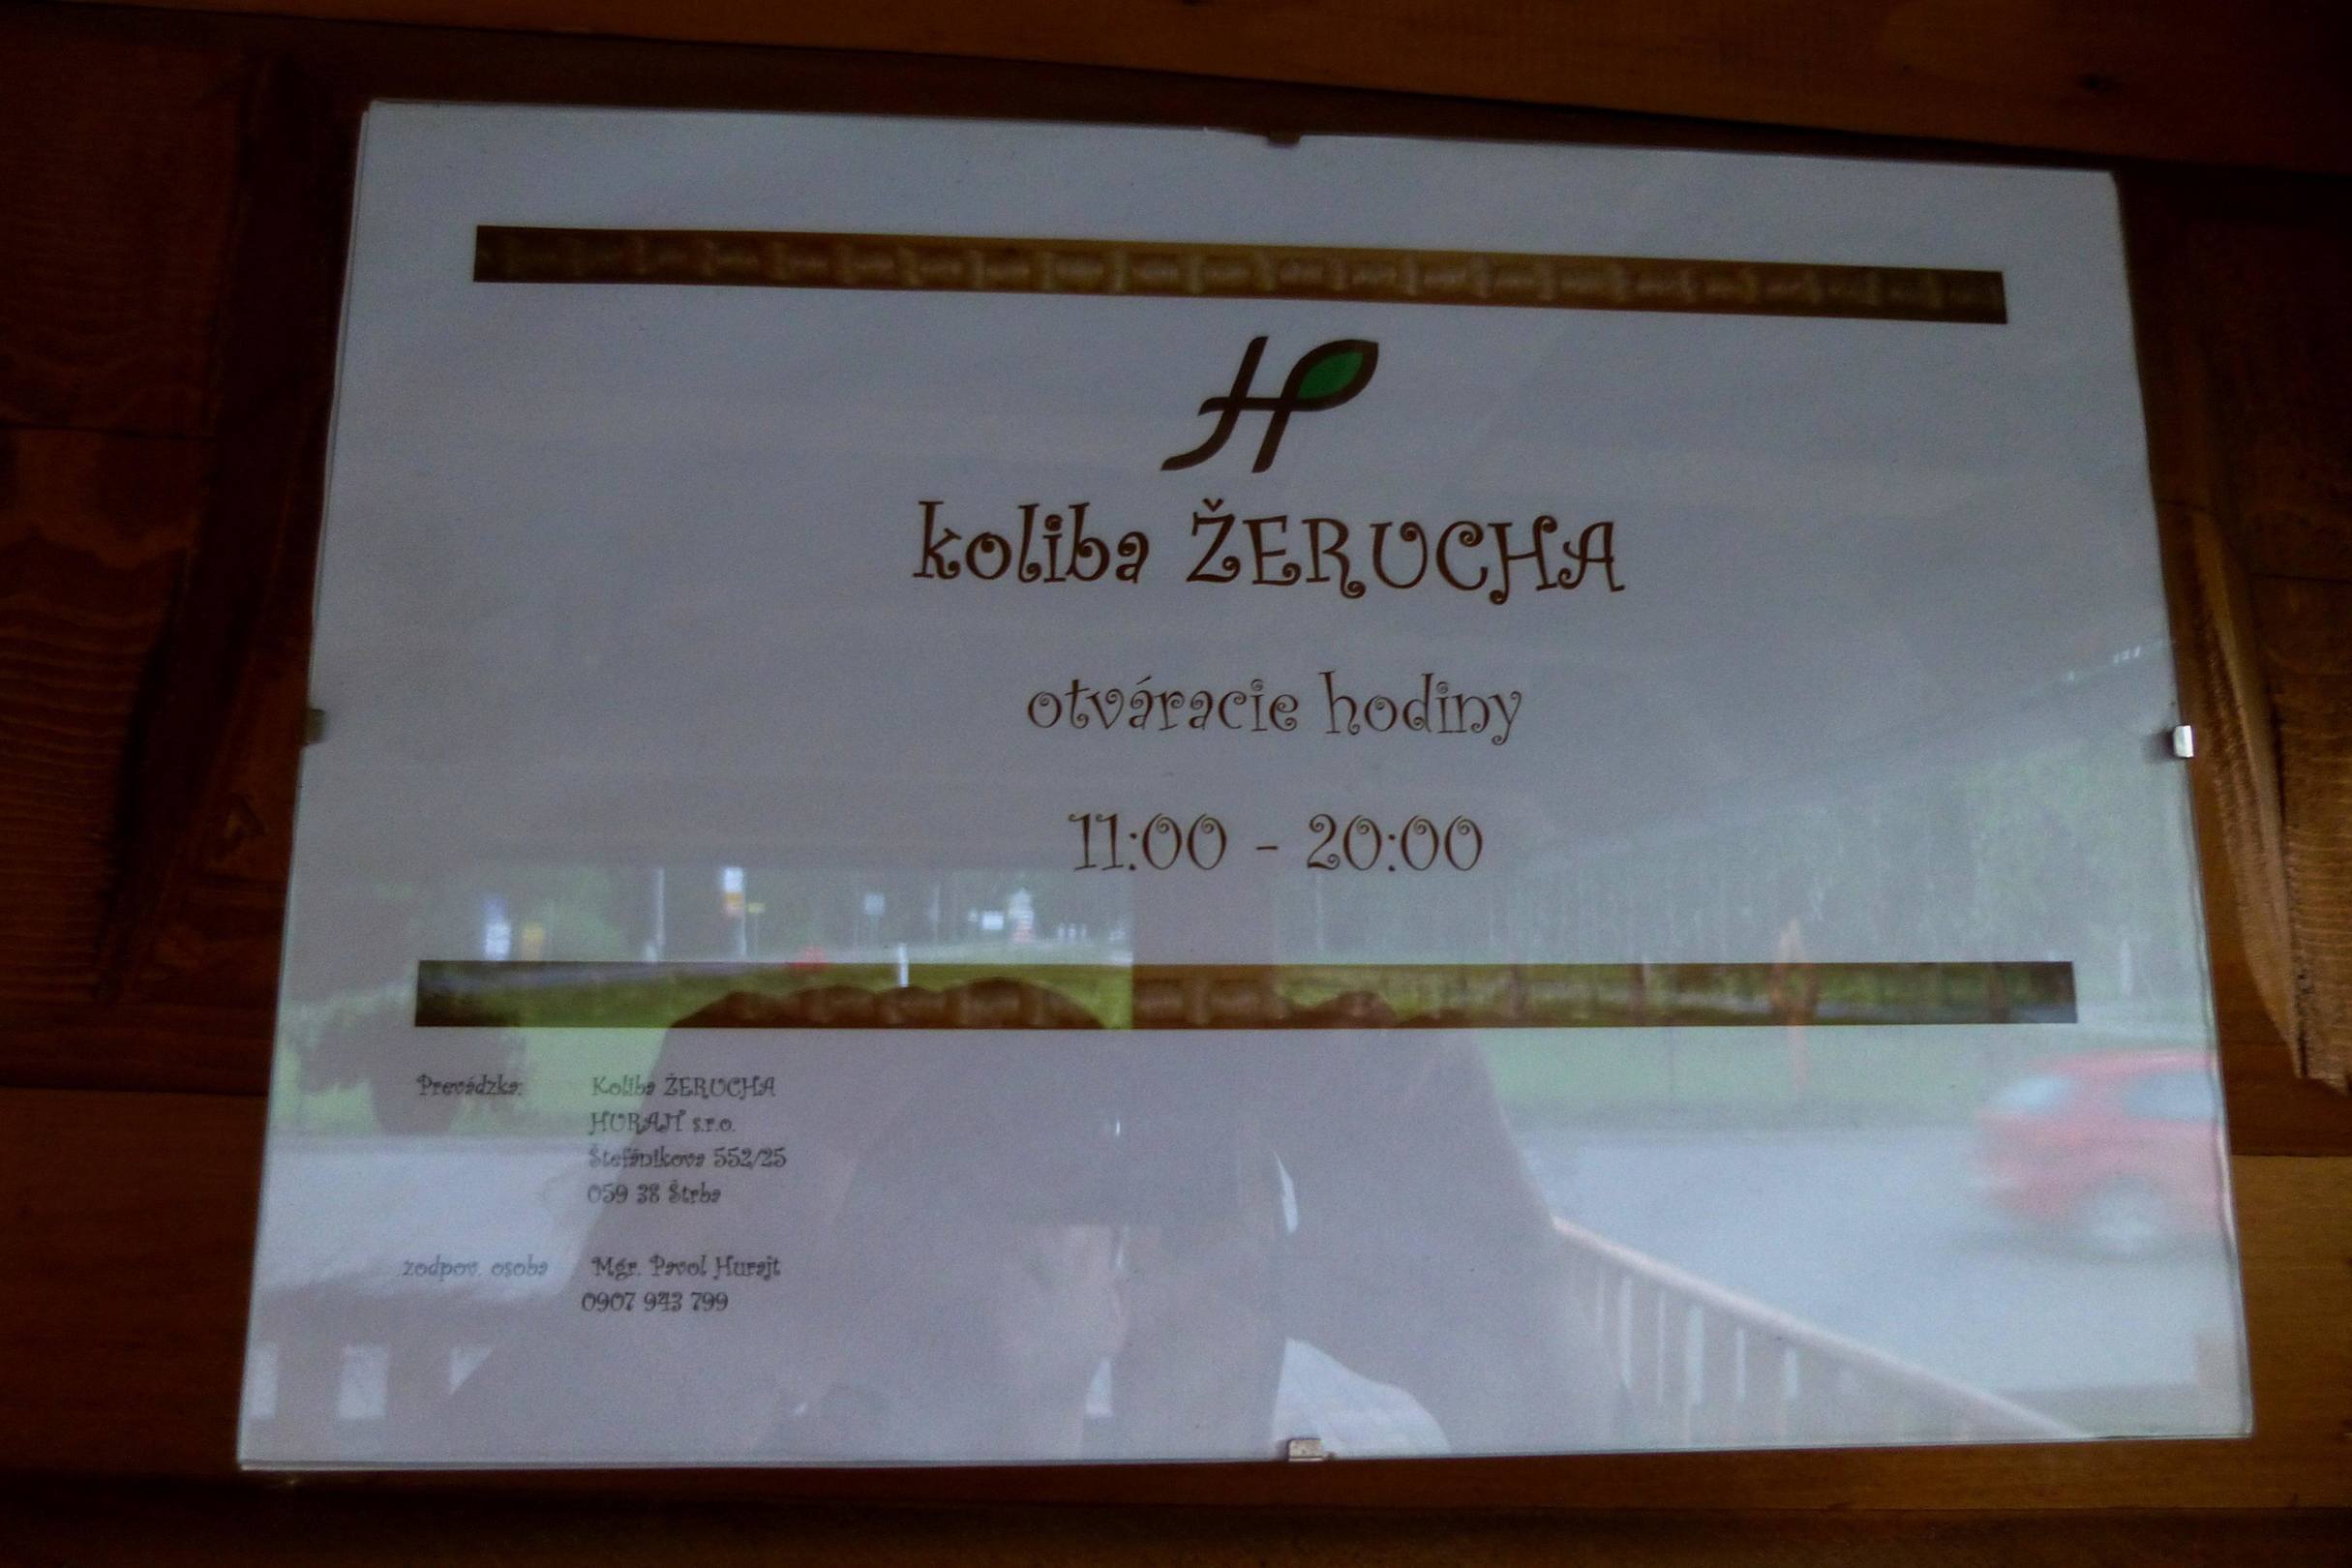 koliba ŽERUCHA
otváracie hodiny
11:00 - 20:00
Prevádzka: Koliba ŽERUCHA
HURAJT s.r.o.
Štefánikova 552/25
059 38 Štrba
zodpov. osoba Mgr. Pavol Hurajt
0907 943 799